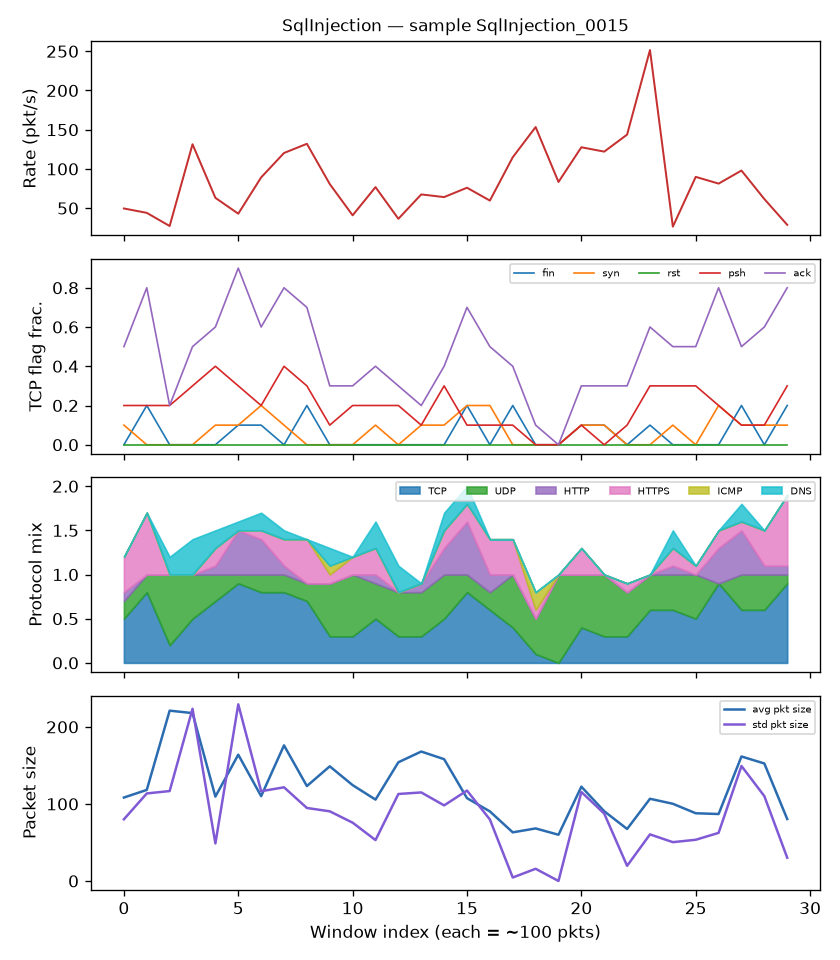 SqlInjection — sample SqlInjection_0015
Rate (pkt/s)
250
200
150
100
50
TCP flag frac.
0.8
0.6
0.4
0.2
0.0
fin syn rst psh ack
Protocol mix
2.0
1.5
1.0
0.5
0.0
TCP UDP HTTP HTTPS ICMP DNS
Packet size
200
100
0
avg pkt size
std pkt size
0 5 10 15 20 25 30
Window index (each = ~100 pkts)